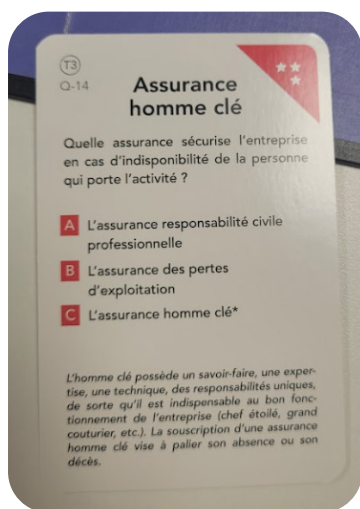 T3
Q-14
Assurance
homme clé
Quelle assurance sécurise l'entreprise
en cas d'indisponibilité de la personne
qui porte l'activité ?
A L'assurance responsabilité civile
professionnelle
B L'assurance des pertes
d'exploitation
C L'assurance homme clé*
L'homme clé possède un savoir-faire, une exper-
tise, une technique, des responsabilités uniques,
de sorte qu'il est indispensable au bon fonc-
tionnement de l'entreprise (chef étoilé, grand
couturier, etc.). La souscription d'une assurance
homme clé vise à palier son absence ou son
décès.